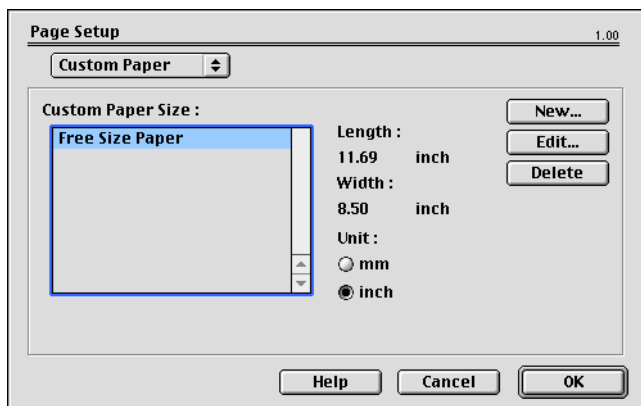 Page Setup 1.00
Custom Paper
Custom Paper Size :
Free Size Paper
Length :
11.69 inch
Width :
8.50 inch
Unit :
mm
inch
New...
Edit...
Delete
Help Cancel OK